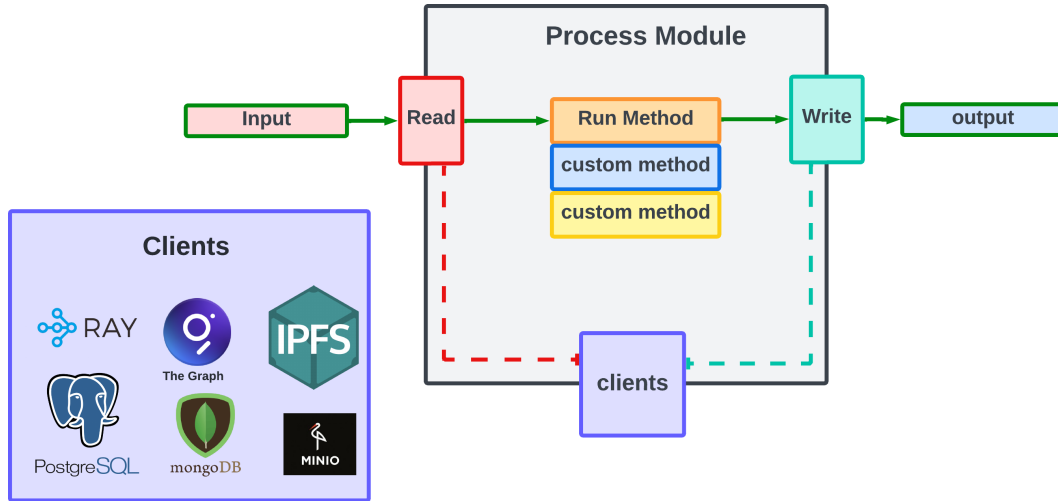 Process Module
Input
Read
Run Method
Write
output
custom method
custom method
Clients
RAY
The Graph
IPFS
PostgreSQL
mongoDB
MINIO
clients